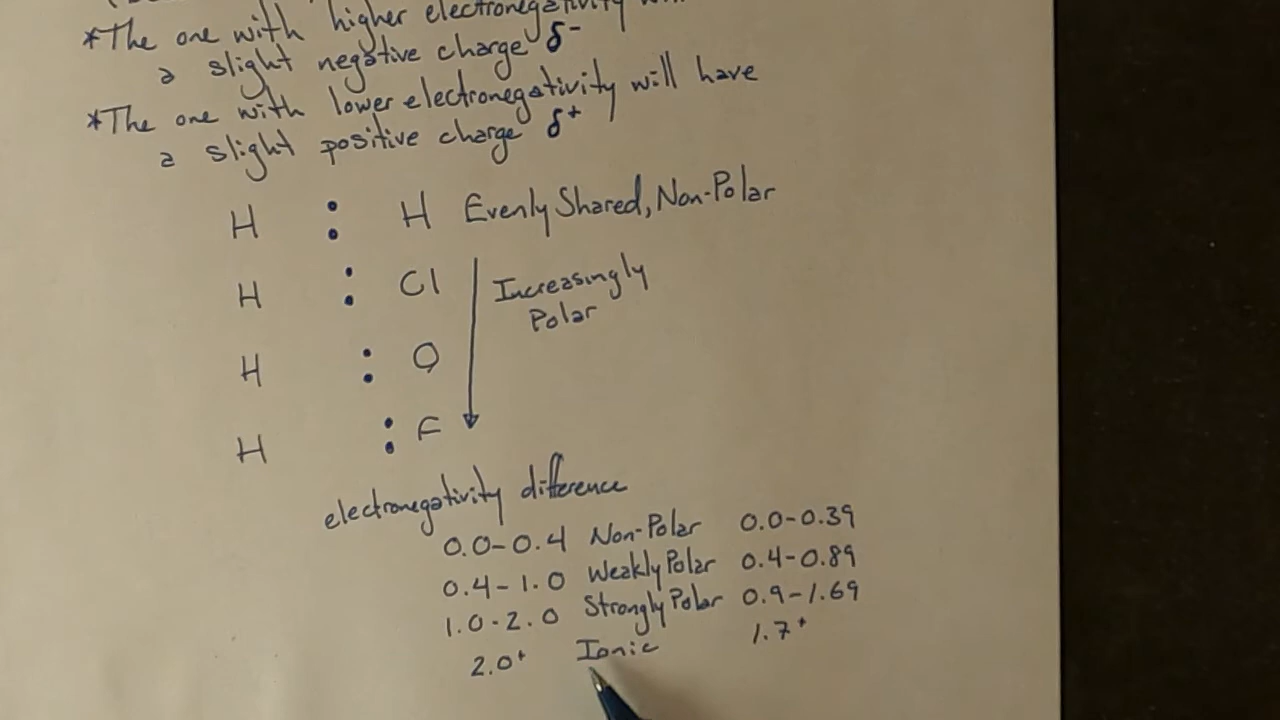 *The one with higher electronegativity
a slight negative charge δ-
*The one with lower electronegativity will have
a slight positive charge δ+
H : H Evenly Shared, Non-Polar
H : Cl Increasingly
Polar
H : O
H : F
electronegativity difference
0.0-0.4 Non-Polar 0.0-0.39
0.4-1.0 Weakly Polar 0.4-0.89
1.0-2.0 Strongly Polar 0.9-1.69
2.0+ Ionic 1.7+